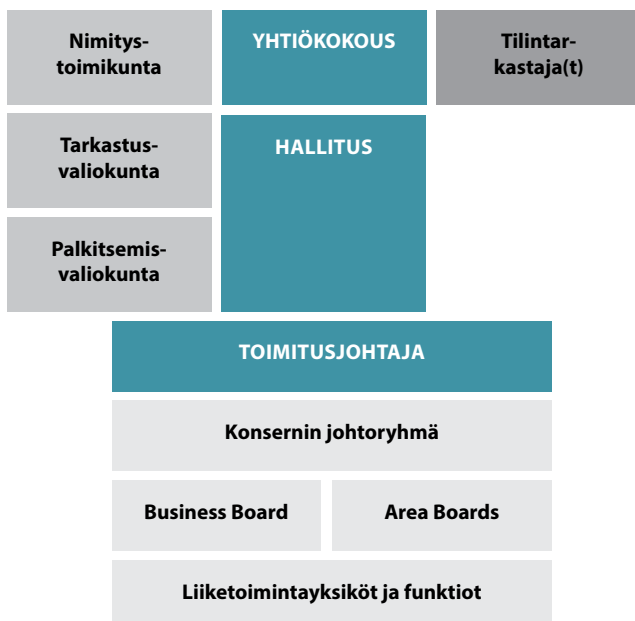 Nimitys-
toimikunta
YHTIÖKOKOUS
Tilintar-
kastaja(t)
Tarkastus-
valiokunta
HALLITUS
Palkitsemis-
valiokunta
TOIMITUSJOHTAJA
Konsernin johtoryhmä
Business Board
Area Boards
Liiketoimintayksiköt ja funktiot